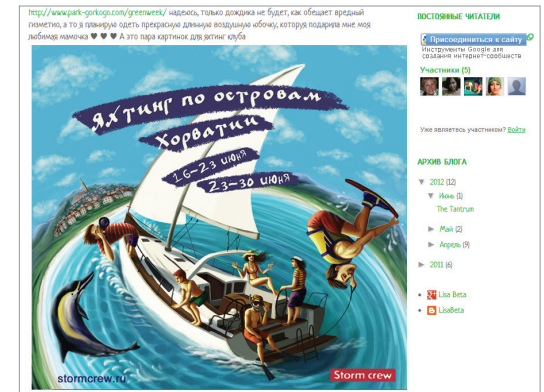 http://www.park-gorkogo.com/greenweek/ надеюсь, только дождика не будет, как обещает вредный
гизметио, а то я планирую одеть прекрасную длинную воздушную юбочку, которую подарила мне моя
любимая мамочка ♥ ♥ ♥ А это пара картинок для яхтинг клуба
яхтинг по островам
Хорватии
16-23 июня
23-30 июня
stormcrew.ru
Storm crew
ПОСТОЯННЫЕ ЧИТАТЕЛИ
Присоединиться к сайту
Инструменты Google для
создания интернет-сообществ
Участники (5)
Уже являетесь участником? Войти
АРХИВ БЛОГА
▼ 2012 (12)
▼ Июнь (1)
The Tantrum
► Май (2)
► Апрель (9)
► 2011 (6)
Lisa Beta
LisaBeta